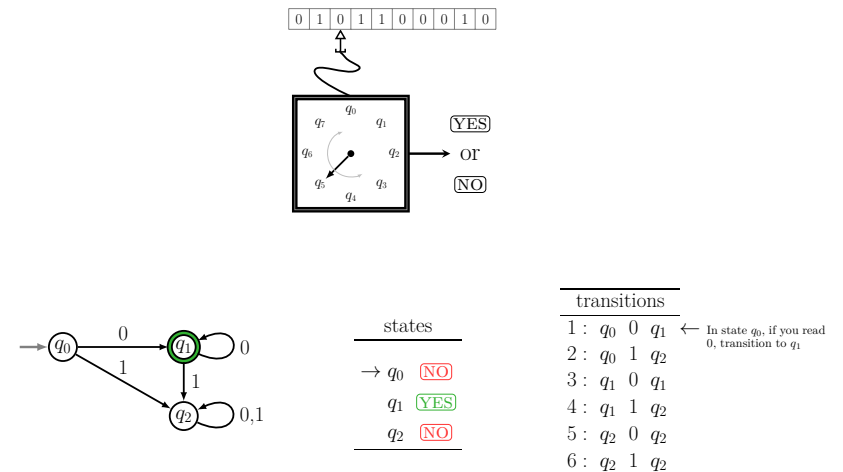 0 1 0 1 1 0 0 0 1 0
q0
q7 q1
YES
q6 q2 or
q5 q3
NO
q4
q0 0 q1 0
1 1
q2 0,1
states
→ q0 NO
q1 YES
q2 NO
transitions
1 : q0 0 q1 ← In state q0, if you read
0, transition to q1
2 : q0 1 q2
3 : q1 0 q1
4 : q1 1 q2
5 : q2 0 q2
6 : q2 1 q2